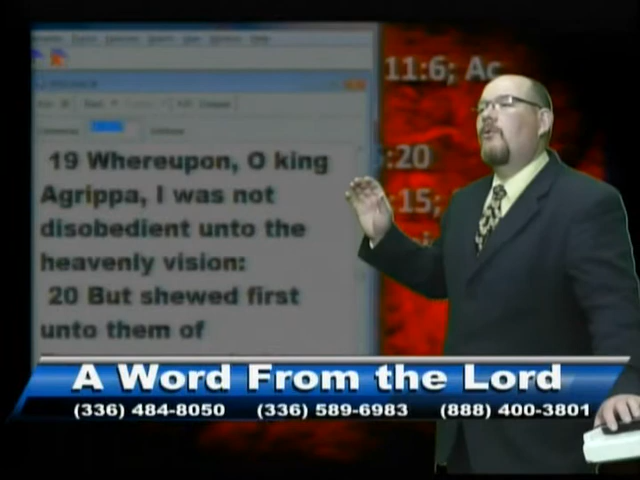 11:6; Ac
19 Whereupon, O king
Agrippa, I was not
disobedient unto the
heavenly vision:
20 But shewed first
unto them of
:20
:15;
A Word From the Lord
(336) 484-8050 (336) 589-6983 (888) 400-3801